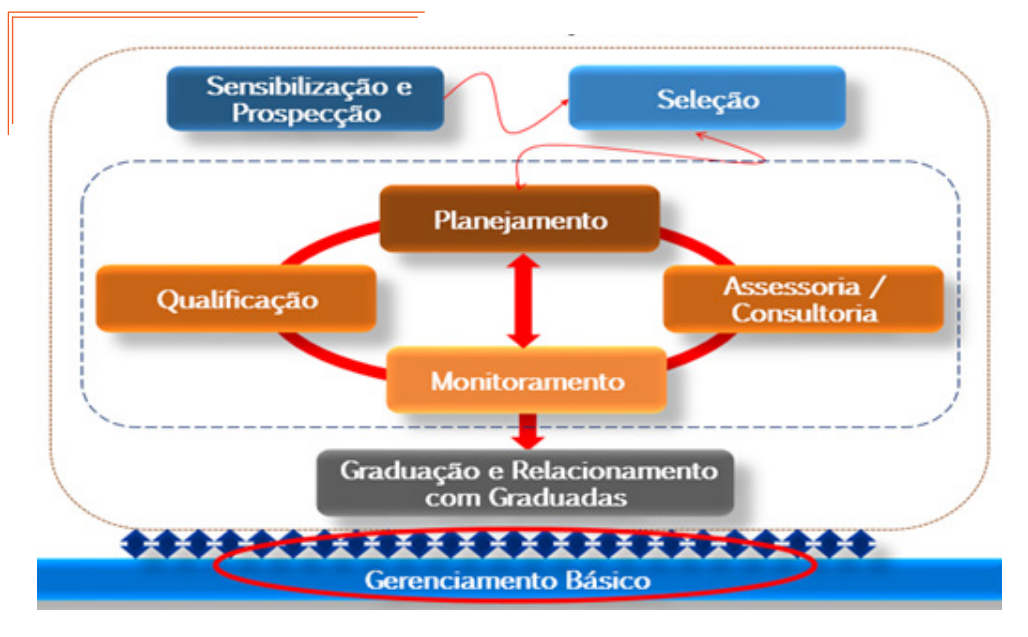 Sensibilização e
Prospecção
Seleção
Planejamento
Qualificação
Assessoria /
Consultoria
Monitoramento
Graduação e Relacionamento
com Graduadas
Gerenciamento Básico